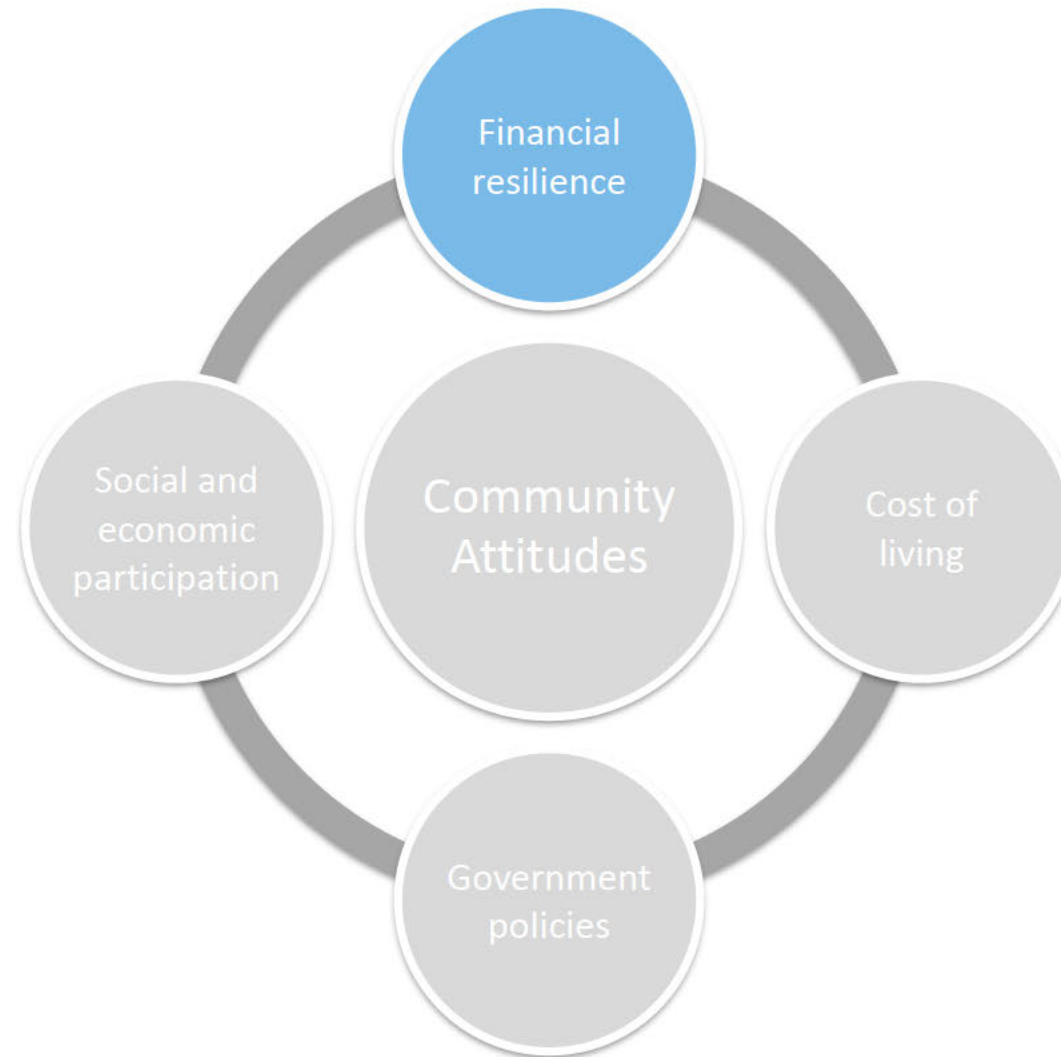 Financial
resilience
Social and
economic
participation
Community
Attitudes
Cost of
living
Government
policies